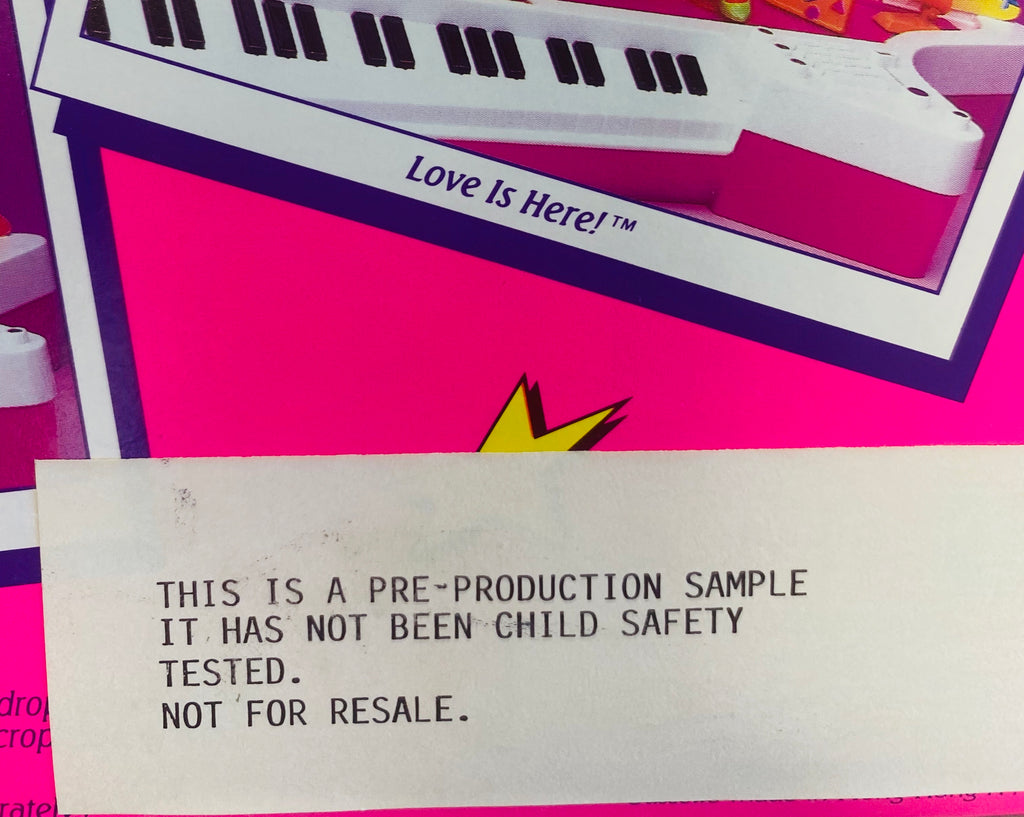 Love Is Here!™
THIS IS A PRE-PRODUCTION SAMPLE
IT HAS NOT BEEN CHILD SAFETY
TESTED.
NOT FOR RESALE.